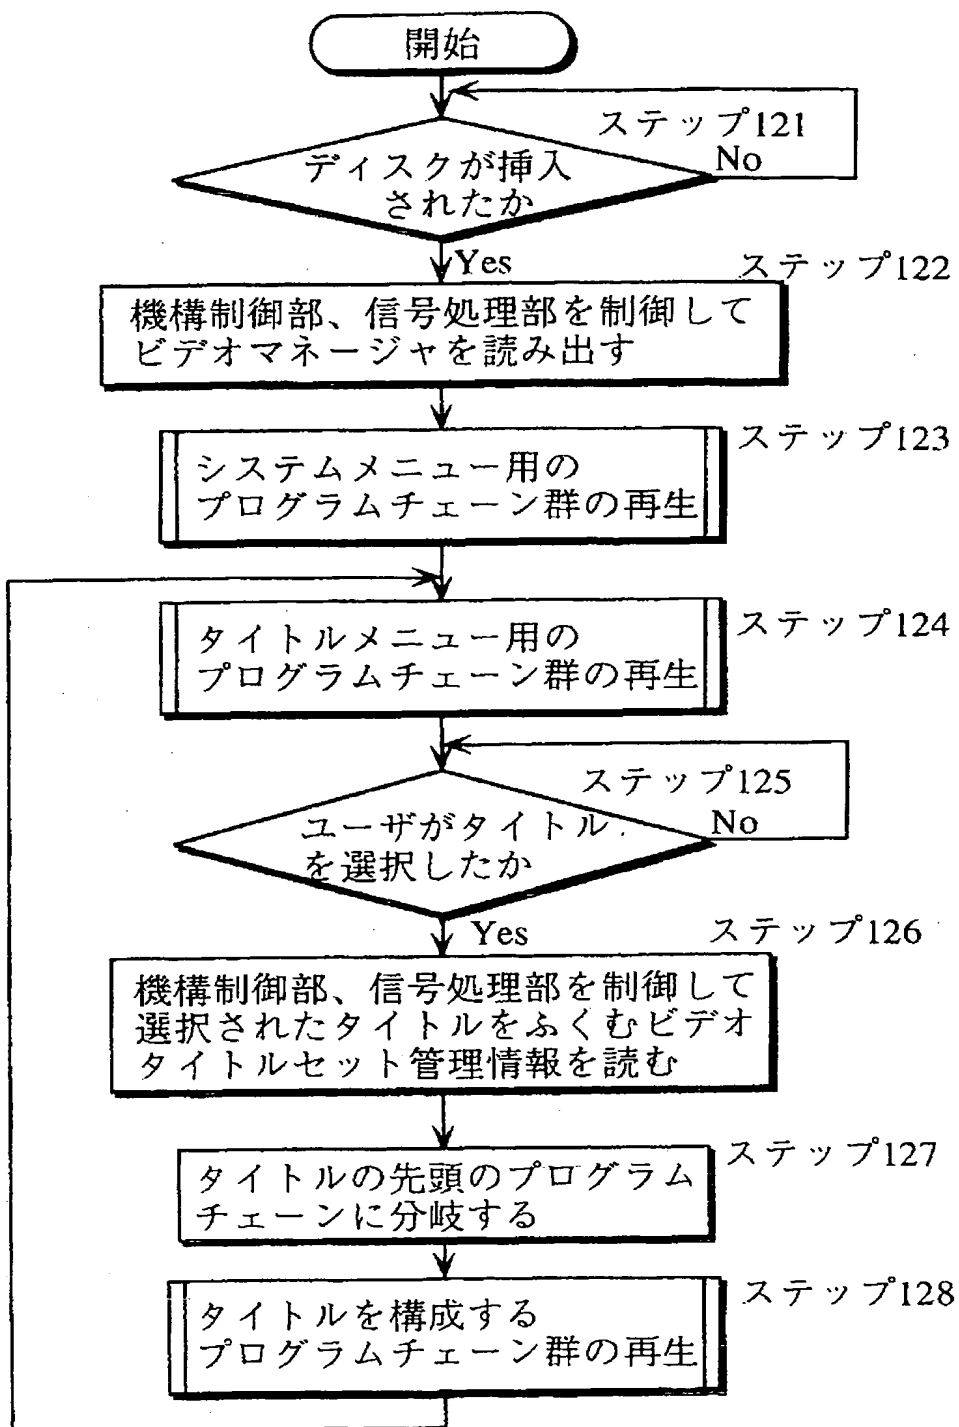 開始
ステップ121
No
ディスクが挿入
されたか
Yes
ステップ122
機構制御部、信号処理部を制御して
ビデオマネージャを読み出す
ステップ123
システムメニュー用の
プログラムチェーン群の再生
ステップ124
タイトルメニュー用の
プログラムチェーン群の再生
ステップ125
No
ユーザがタイトル
を選択したか
Yes
ステップ126
機構制御部、信号処理部を制御して
選択されたタイトルをふくむビデオ
タイトルセット管理情報を読む
ステップ127
タイトルの先頭のプログラム
チェーンに分岐する
ステップ128
タイトルを構成する
プログラムチェーン群の再生